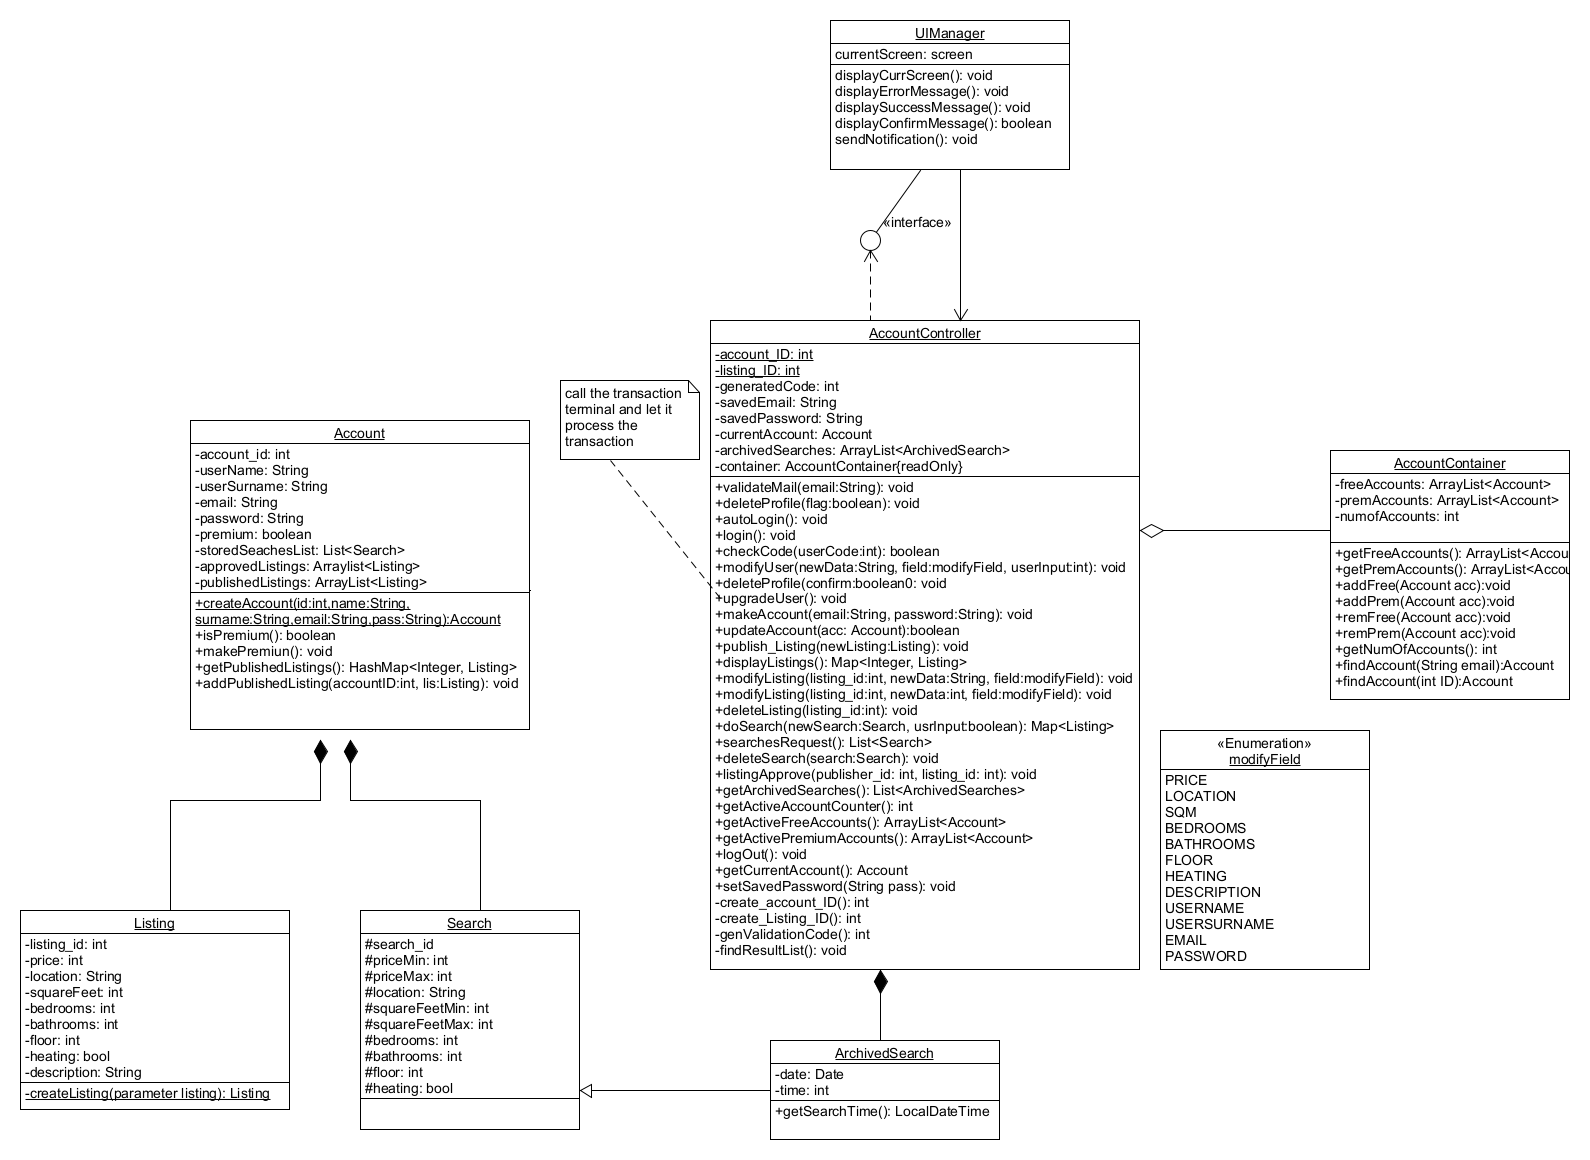 UIManager
currentScreen: screen
displayCurrScreen(): void
displayErrorMessage(): void
displaySuccessMessage(): void
displayConfirmMessage(): boolean
sendNotification(): void
«interface»
AccountController
-account_ID: int
-listing_ID: int
-generatedCode: int
-savedEmail: String
-savedPassword: String
-currentAccount: Account
-archivedSearches: ArrayList<ArchivedSearch>
-container: AccountContainer{readOnly}
+validateMail(email:String): void
+deleteProfile(flag:boolean): void
+autoLogin(): void
+login(): void
+checkCode(userCode:int): boolean
+modifyUser(newData:String, field:modifyField, userInput:int): void
+deleteProfile(confirm:boolean0: void
+upgradeUser(): void
+makeAccount(email:String, password:String): void
+updateAccount(acc: Account):boolean
+publish_Listing(newListing:Listing): void
+displayListings(): Map<Integer, Listing>
+modifyListing(listing_id:int, newData:String, field:modifyField): void
+modifyListing(listing_id:int, newData:int, field:modifyField): void
+deleteListing(listing_id:int): void
+doSearch(newSearch:Search, usrInput:boolean): Map<Listing>
+searchesRequest(): List<Search>
+deleteSearch(search:Search): void
+listingApprove(publisher_id: int, listing_id: int): void
+getArchivedSearches(): List<ArchivedSearches>
+getActiveAccountCounter(): int
+getActiveFreeAccounts(): ArrayList<Account>
+getActivePremiumAccounts(): ArrayList<Account>
+logOut(): void
+getCurrentAccount(): Account
+setSavedPassword(String pass): void
-create_account_ID(): int
-create_Listing_ID(): int
-genValidationCode(): int
-findResultList(): void
call the transaction
terminal and let it
process the
transaction
Account
-account_id: int
-userName: String
-userSurname: String
-email: String
-password: String
-premium: boolean
-storedSeachesList: List<Search>
-approvedListings: Arraylist<Listing>
-publishedListings: ArrayList<Listing>
+createAccount(id:int,name:String,
surname:String,email:String,pass:String):Account
+isPremium(): boolean
+makePremiun(): void
+getPublishedListings(): HashMap<Integer, Listing>
+addPublishedListing(accountID:int, lis:Listing): void
AccountContainer
-freeAccounts: ArrayList<Account>
-premAccounts: ArrayList<Account>
-numofAccounts: int
+getFreeAccounts(): ArrayList<Accou
+getPremAccounts(): ArrayList<Accou
+addFree(Account acc):void
+addPrem(Account acc):void
+remFree(Account acc):void
+remPrem(Account acc):void
+getNumOfAccounts(): int
+findAccount(String email):Account
+findAccount(int ID):Account
«Enumeration»
modifyField
PRICE
LOCATION
SQM
BEDROOMS
BATHROOMS
FLOOR
HEATING
DESCRIPTION
USERNAME
USERSURNAME
EMAIL
PASSWORD
Listing
-listing_id: int
-price: int
-location: String
-squareFeet: int
-bedrooms: int
-bathrooms: int
-floor: int
-heating: bool
-description: String
-createListing(parameter listing): Listing
Search
#search_id
#priceMin: int
#priceMax: int
#location: String
#squareFeetMin: int
#squareFeetMax: int
#bedrooms: int
#bathrooms: int
#floor: int
#heating: bool
ArchivedSearch
-date: Date
-time: int
+getSearchTime(): LocalDateTime